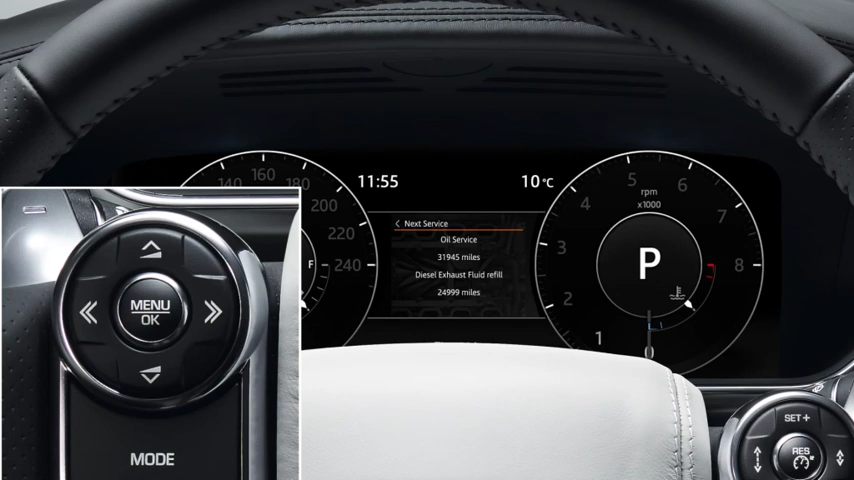 140
160
180
200
220
240
F
11:55
10°C
Next Service
Oil Service
31945 miles
Diesel Exhaust Fluid refill
24999 miles
5
6
rpm
x1000
4
7
3
P
8
2
1
0
MENU
OK
MODE
SET+
RES